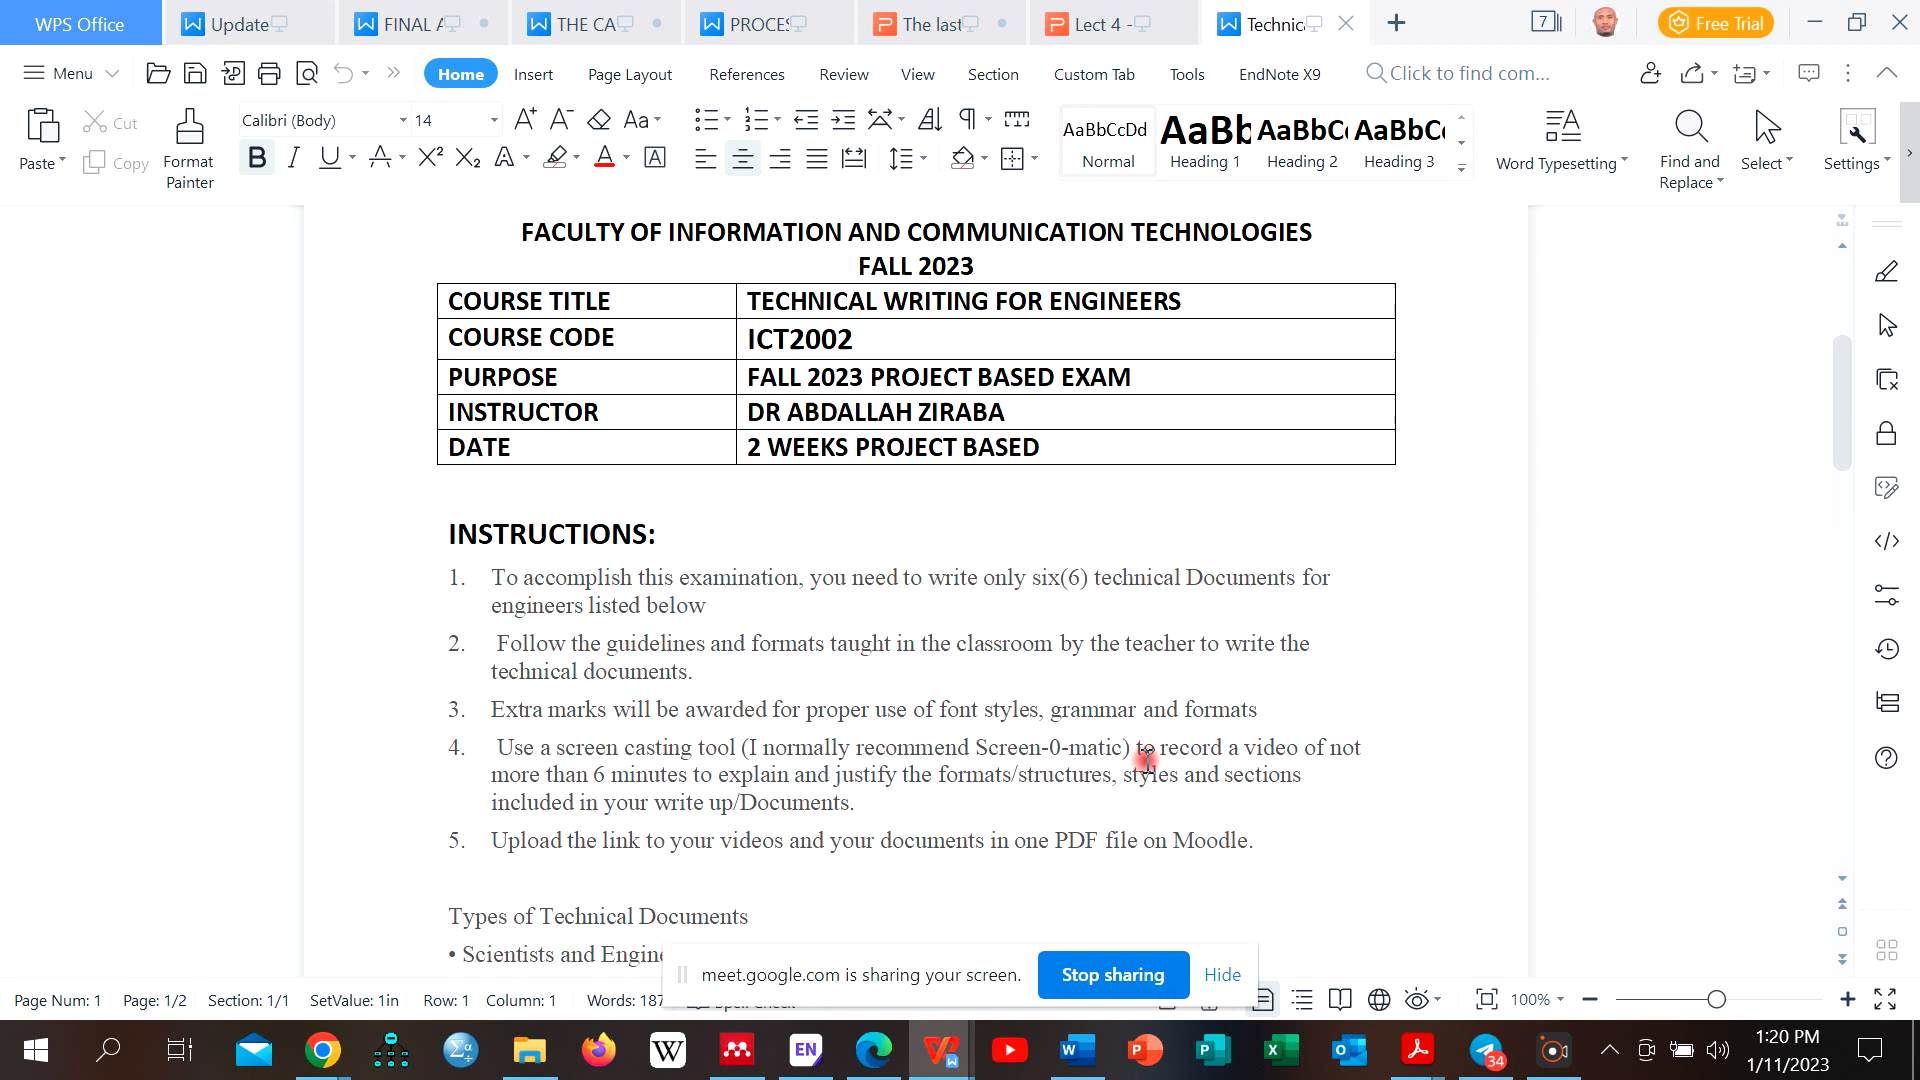 WPS Office
Update
FINAL A
THE CA
PROCES
The last
Lect 4 -
Technic
7
Free Trial
Menu
Home
Insert
Page Layout
References
Review
View
Section
Custom Tab
Tools
EndNote X9
Click to find com...
Paste
Cut
Copy
Format
Painter
Calibri (Body)
14
AaBbCcDd
Normal
AaBb
Heading 1
AaBbC
Heading 2
AaBbC
Heading 3
Word Typesetting
Find and
Replace
Select
Settings
FACULTY OF INFORMATION AND COMMUNICATION TECHNOLOGIES
FALL 2023
COURSE TITLE TECHNICAL WRITING FOR ENGINEERS
COURSE CODE ICT2002
PURPOSE FALL 2023 PROJECT BASED EXAM
INSTRUCTOR DR ABDALLAH ZIRABA
DATE 2 WEEKS PROJECT BASED
INSTRUCTIONS:
1. To accomplish this examination, you need to write only six(6) technical Documents for
engineers listed below
2. Follow the guidelines and formats taught in the classroom by the teacher to write the
technical documents.
3. Extra marks will be awarded for proper use of font styles, grammar and formats
4. Use a screen casting tool (I normally recommend Screen-0-matic) to record a video of not
more than 6 minutes to explain and justify the formats/structures, styles and sections
included in your write up/Documents.
5. Upload the link to your videos and your documents in one PDF file on Moodle.
Types of Technical Documents
• Scientists and Engine
meet.google.com is sharing your screen.
Stop sharing
Hide
Page Num: 1
Page: 1/2
Section: 1/1
SetValue: 1in
Row: 1
Column: 1
Words: 187
100%
EN
34
1:20 PM
1/11/2023